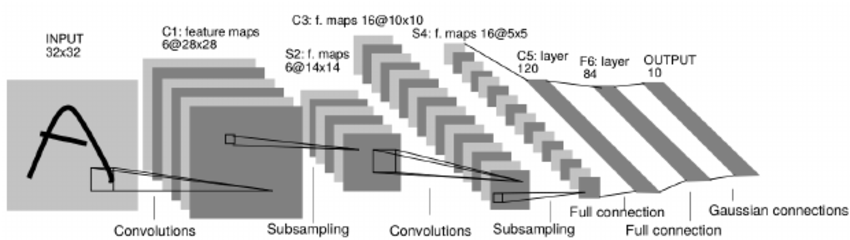 INPUT
32x32
C1: feature maps
6@28x28
S2: f. maps
6@14x14
C3: f. maps 16@10x10
S4: f. maps 16@5x5
C5: layer
120
F6: layer
84
OUTPUT
10
Convolutions
Subsampling
Convolutions
Subsampling
Full connection
Full connection
Gaussian connections